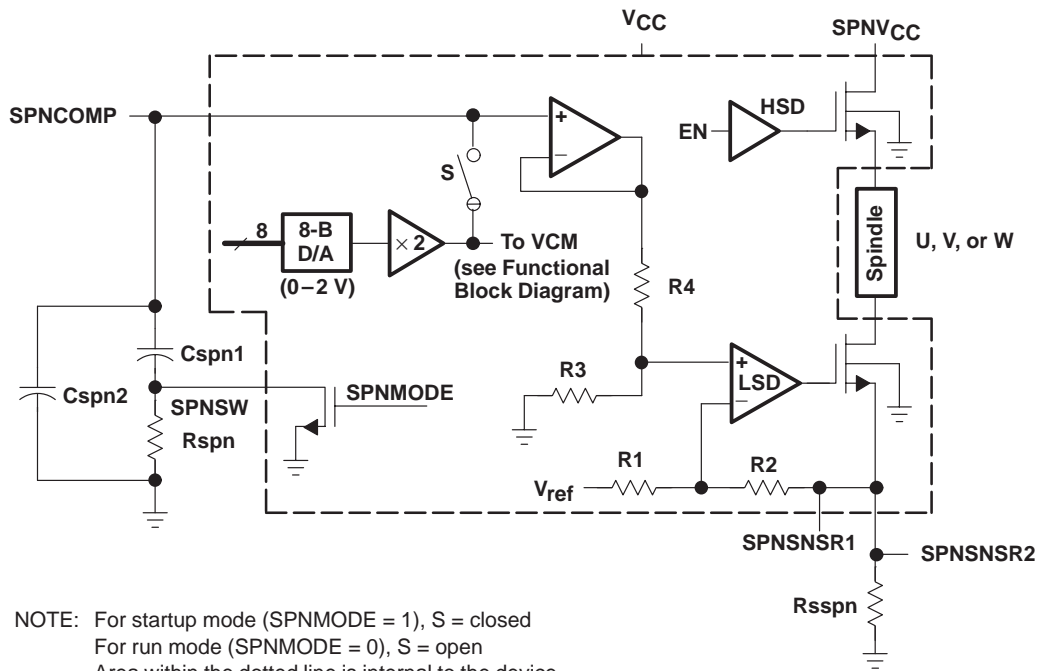 VCC
SPNVCC
SPNCOMP
HSD
EN
+
−
S
8
8-B
D/A
(0–2 V)
× 2
To VCM
(see Functional
Block Diagram)
R4
Spindle
U, V, or W
Cspn1
Cspn2
SPNSW
Rspn
SPNMODE
R3
+
LSD
−
Vref
R1
R2
SPNSNSR1
SPNSNSR2
Rsspn
NOTE: For startup mode (SPNMODE = 1), S = closed
For run mode (SPNMODE = 0), S = open
Area within the dotted line is internal to the device